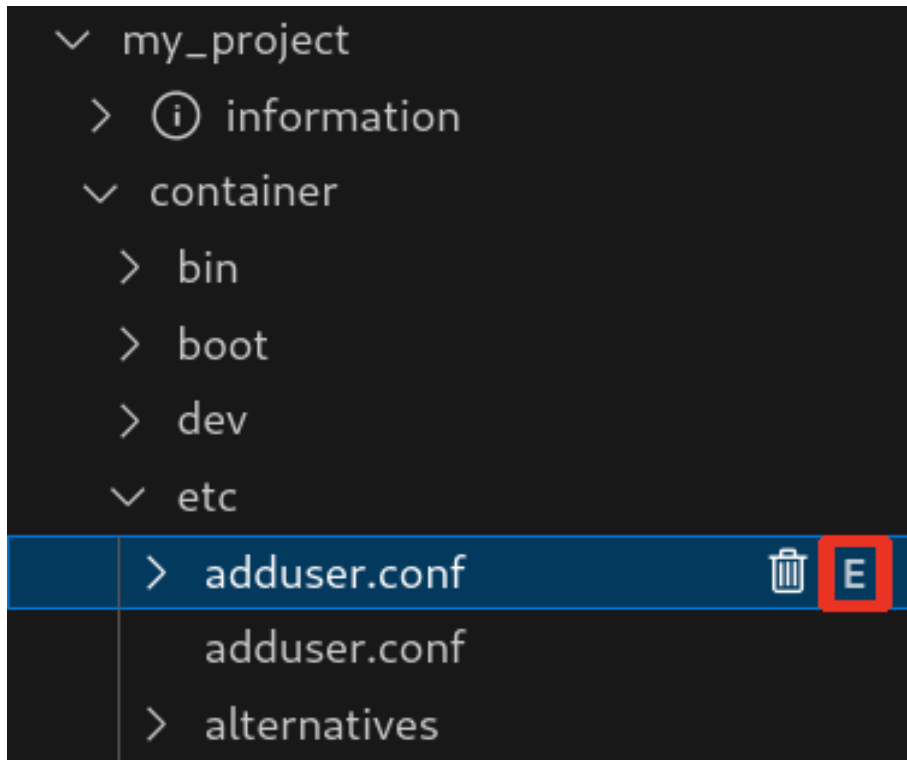 my_project
information
container
bin
boot
dev
etc
adduser.conf E
adduser.conf
alternatives